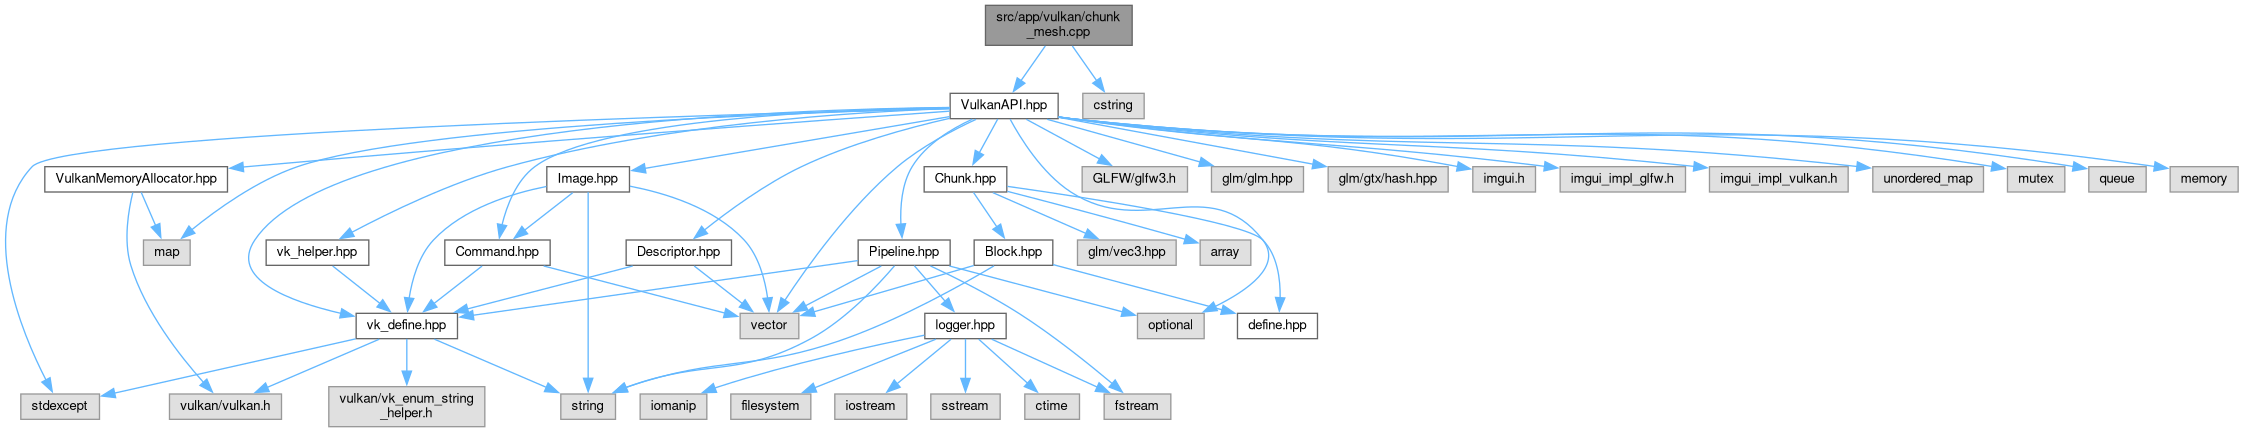 src/app/vulkan/chunk
_mesh.cpp
VulkanAPI.hpp
cstring
VulkanMemoryAllocator.hpp
Image.hpp
Chunk.hpp
GLFW/glfw3.h
glm/glm.hpp
glm/gtx/hash.hpp
imgui.h
imgui_impl_glfw.h
imgui_impl_vulkan.h
unordered_map
mutex
queue
memory
map
vk_helper.hpp
Command.hpp
Descriptor.hpp
Pipeline.hpp
Block.hpp
glm/vec3.hpp
array
vk_define.hpp
vector
logger.hpp
optional
define.hpp
stdexcept
vulkan/vulkan.h
vulkan/vk_enum_string
_helper.h
string
iomanip
filesystem
iostream
sstream
ctime
fstream